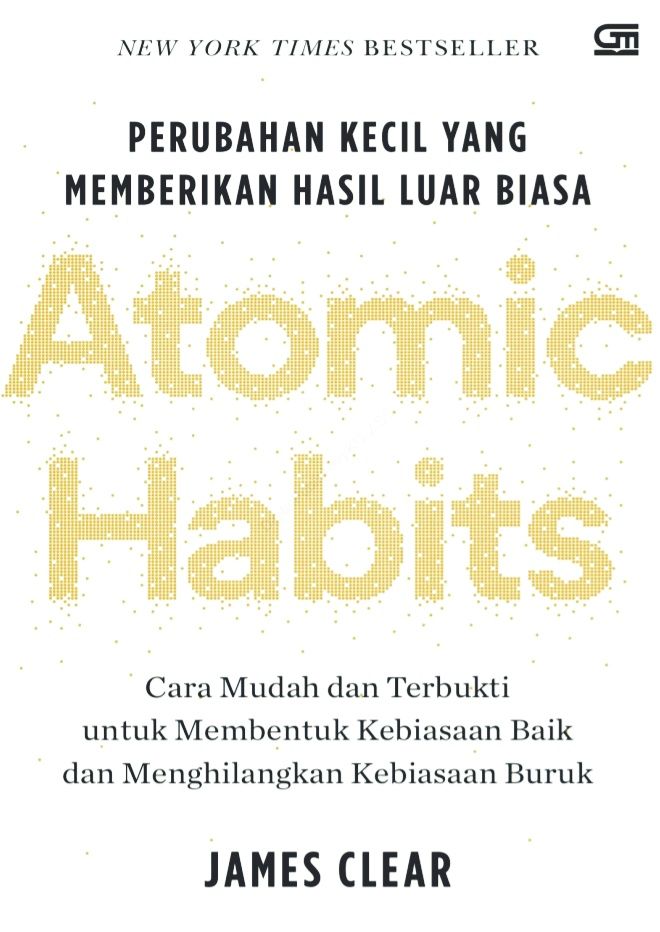 NEW YORK TIMES BESTSELLER
GM
PERUBAHAN KECIL YANG
MEMBERIKAN HASIL LUAR BIASA
Atomic
Habits
Cara Mudah dan Terbukti
untuk Membentuk Kebiasaan Baik
dan Menghilangkan Kebiasaan Buruk
JAMES CLEAR